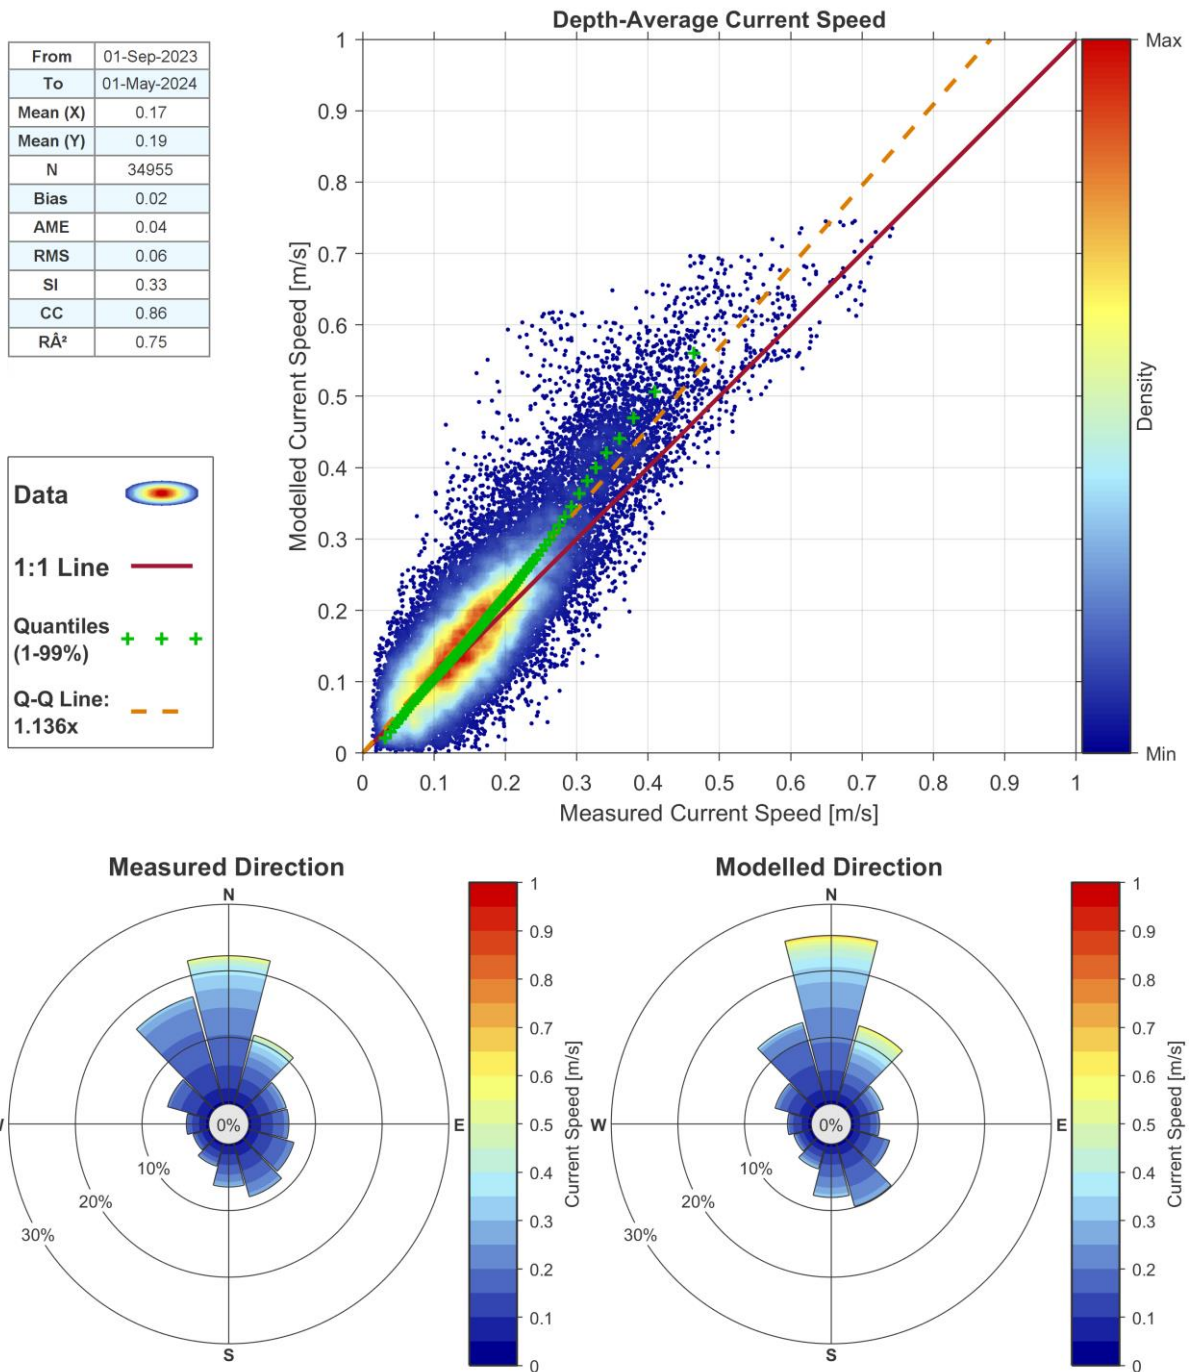 Depth-Average Current Speed
From 01-Sep-2023
To 01-May-2024
Mean (X) 0.17
Mean (Y) 0.19
N 34955
Bias 0.02
AME 0.04
RMS 0.06
SI 0.33
CC 0.86
RÂ² 0.75
Data
1:1 Line
Quantiles
(1-99%)
Q-Q Line:
1.136x
Modelled Current Speed [m/s]
1
0.9
0.8
0.7
0.6
0.5
0.4
0.3
0.2
0.1
0
0 0.1 0.2 0.3 0.4 0.5 0.6 0.7 0.8 0.9 1
Measured Current Speed [m/s]
Max
Density
Min
Measured Direction
N
E
S
0%
10%
20%
30%
1
0.9
0.8
0.7
0.6
0.5
0.4
0.3
0.2
0.1
0
Current Speed [m/s]
Modelled Direction
N
W
E
S
0%
10%
20%
30%
1
0.9
0.8
0.7
0.6
0.5
0.4
0.3
0.2
0.1
0
Current Speed [m/s]